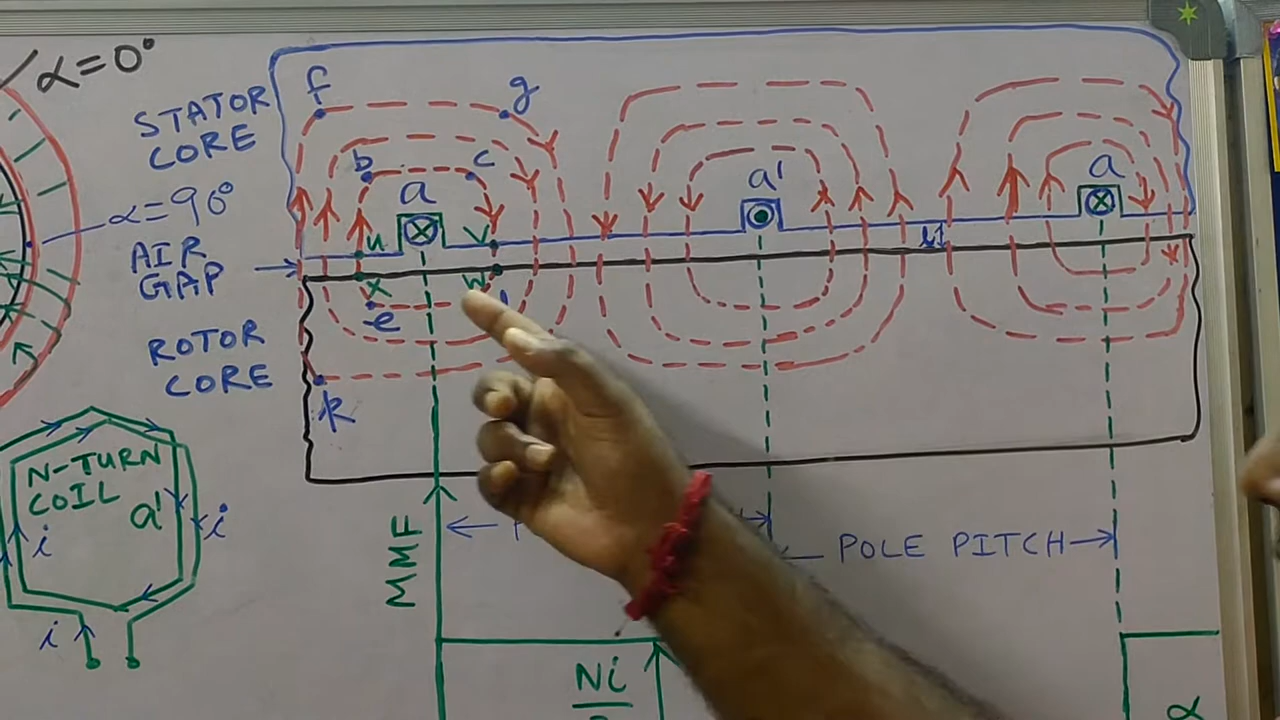 α=0°
STATOR
CORE
α=90°
AIR
GAP
ROTOR
CORE
f
g
b
c
a
u
v
x
w
e
k
a'
a
N-TURN
COIL
a'
i
i
i
MMF
POLE PITCH
Ni
α